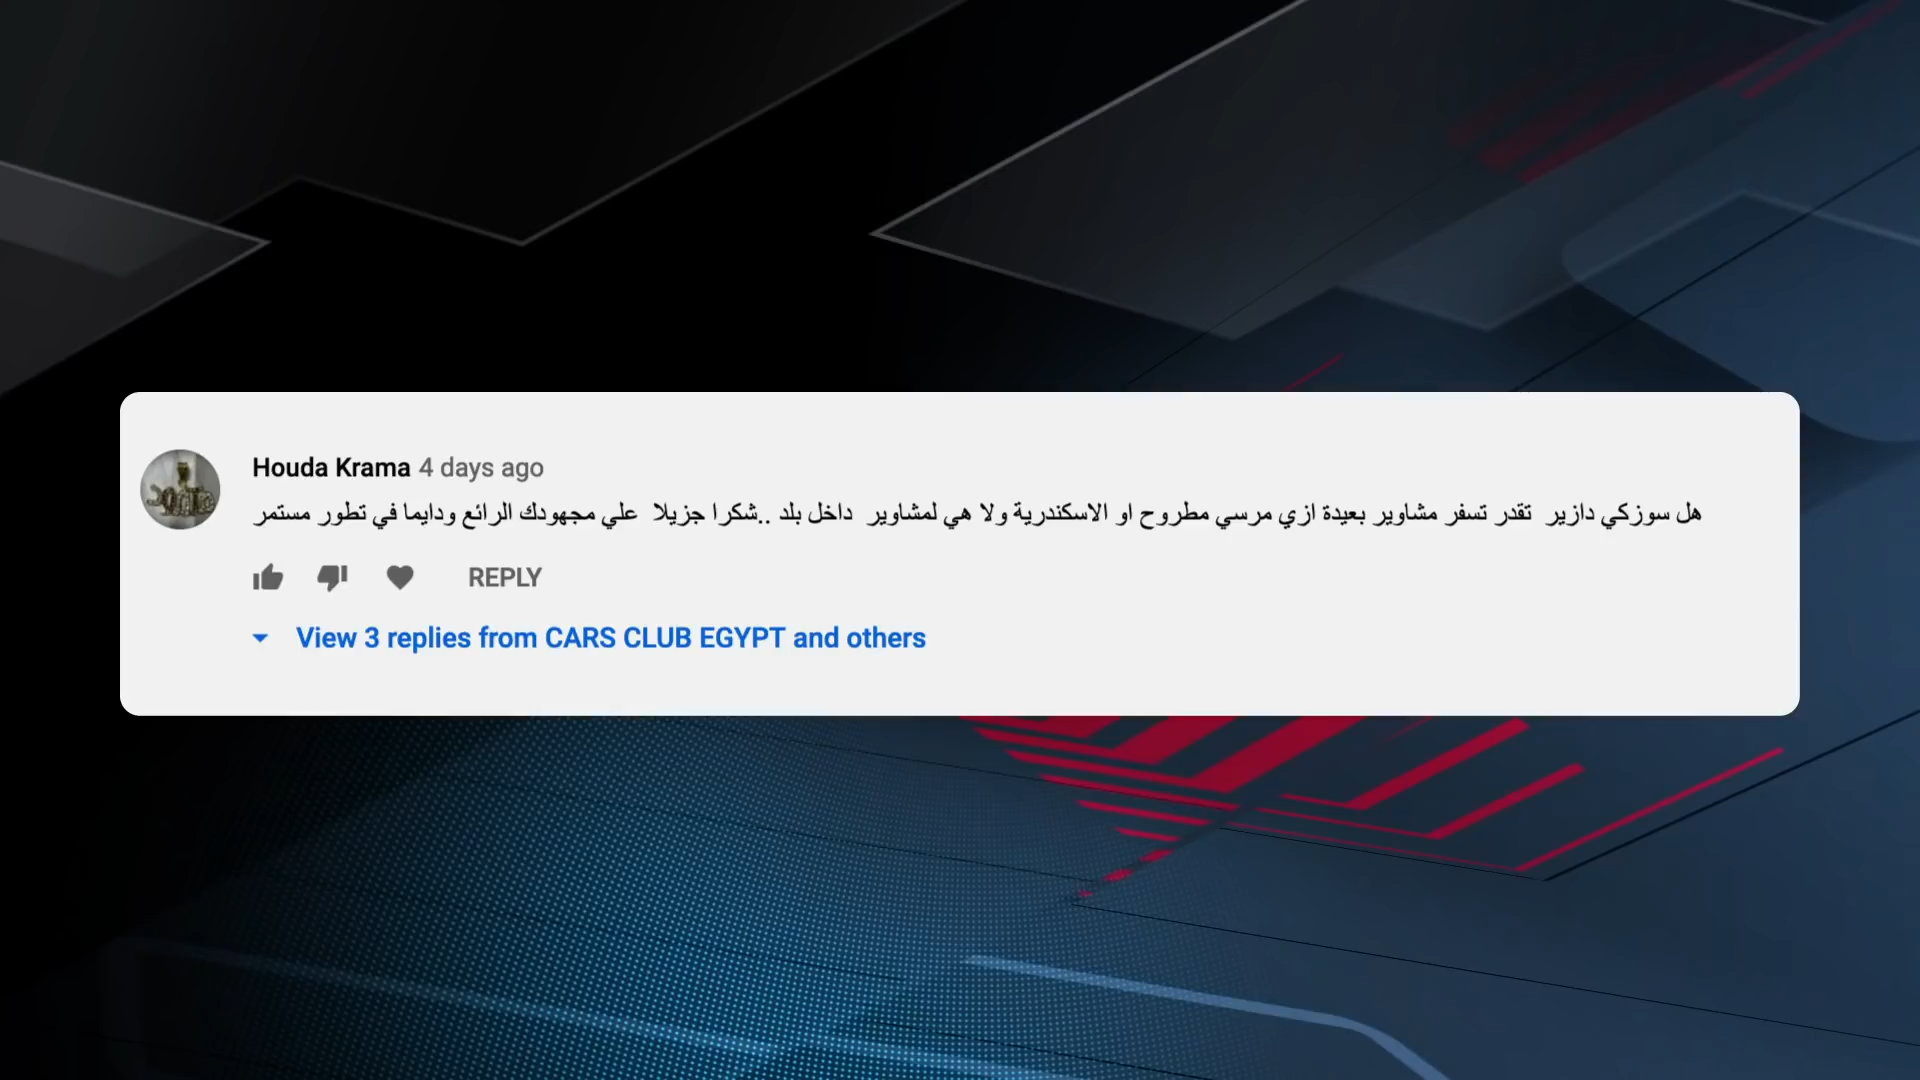 Houda Krama 4 days ago
هل سوزكي دازير تقدر تسفر مشاوير بعيدة ازي مرسي مطروح او الاسكندرية ولا هي لمشاوير داخل بلد ..شكرا جزيلا علي مجهودك الرائع ودايما في تطور مستمر
REPLY
View 3 replies from CARS CLUB EGYPT and others